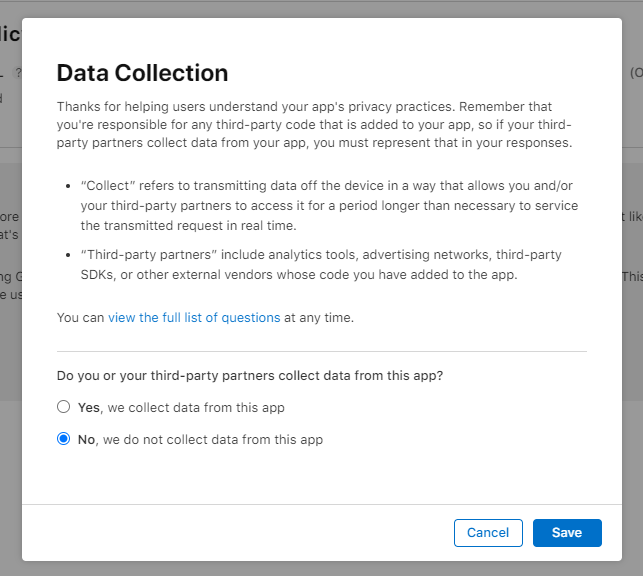 Data Collection
Thanks for helping users understand your app's privacy practices. Remember that
you're responsible for any third-party code that is added to your app, so if your third-
party partners collect data from your app, you must represent that in your responses.
• “Collect” refers to transmitting data off the device in a way that allows you and/or
your third-party partners to access it for a period longer than necessary to service
the transmitted request in real time.
• “Third-party partners” include analytics tools, advertising networks, third-party
SDKs, or other external vendors whose code you have added to the app.
You can view the full list of questions at any time.
Do you or your third-party partners collect data from this app?
Yes, we collect data from this app
No, we do not collect data from this app
Cancel Save